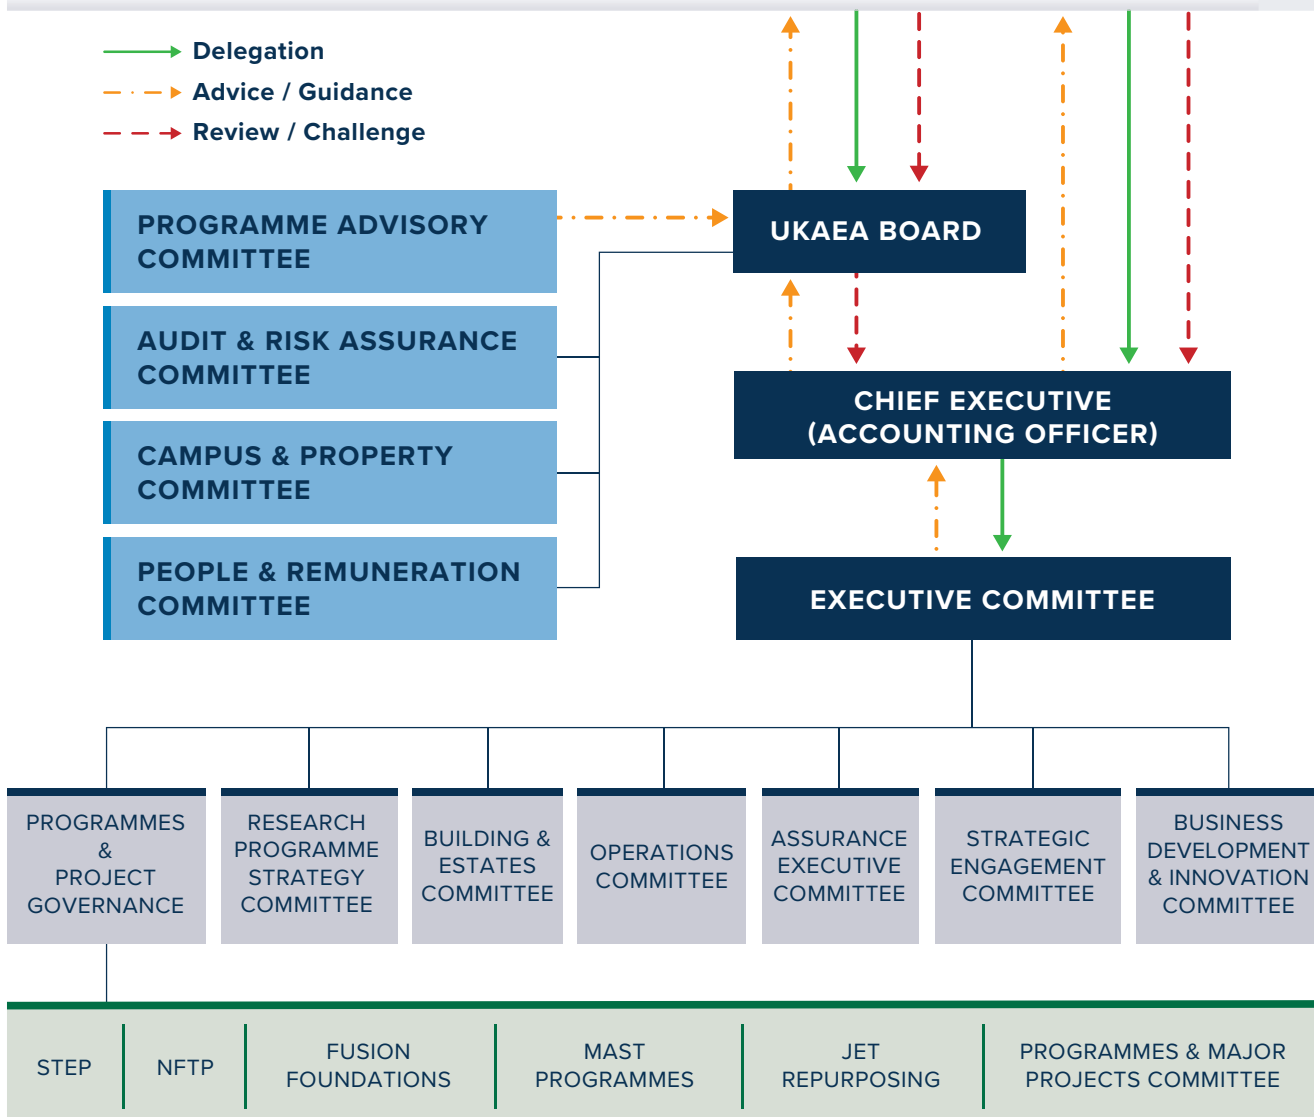 Delegation
Advice / Guidance
Review / Challenge
PROGRAMME ADVISORY
COMMITTEE
UKAEA BOARD
AUDIT & RISK ASSURANCE
COMMITTEE
CHIEF EXECUTIVE
(ACCOUNTING OFFICER)
CAMPUS & PROPERTY
COMMITTEE
PEOPLE & REMUNERATION
COMMITTEE
EXECUTIVE COMMITTEE
PROGRAMMES
&
PROJECT
GOVERNANCE
RESEARCH
PROGRAMME
STRATEGY
COMMITTEE
BUILDING &
ESTATES
COMMITTEE
OPERATIONS
COMMITTEE
ASSURANCE
EXECUTIVE
COMMITTEE
STRATEGIC
ENGAGEMENT
COMMITTEE
BUSINESS
DEVELOPMENT
& INNOVATION
COMMITTEE
STEP
NFTP
FUSION
FOUNDATIONS
MAST
PROGRAMMES
JET
REPURPOSING
PROGRAMMES & MAJOR
PROJECTS COMMITTEE